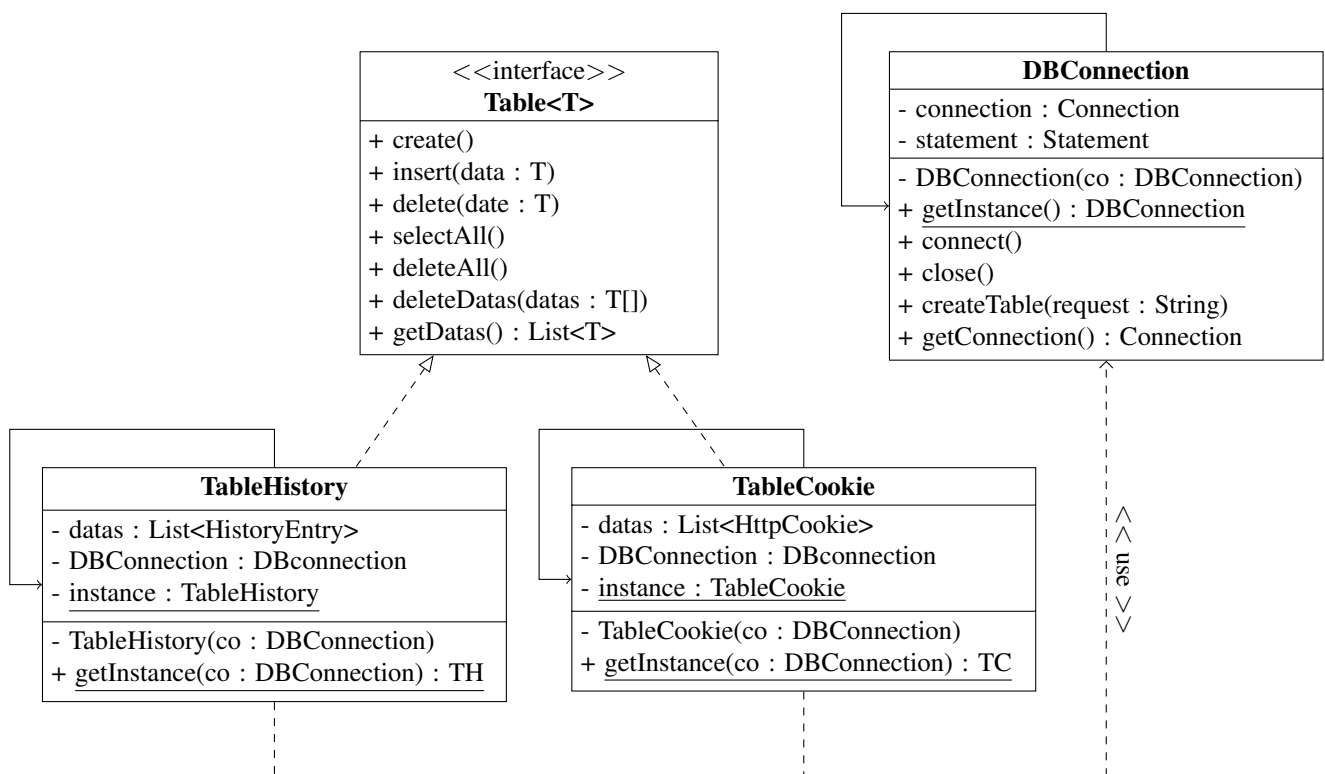 <<interface>>
Table<T>
+ create()
+ insert(data : T)
+ delete(date : T)
+ selectAll()
+ deleteAll()
+ deleteDatas(datas : T[])
+ getDatas() : List<T>
DBConnection
- connection : Connection
- statement : Statement
- DBConnection(co : DBConnection)
+ getInstance() : DBConnection
+ connect()
+ close()
+ createTable(request : String)
+ getConnection() : Connection
TableHistory
- datas : List<HistoryEntry>
- DBConnection : DBconnection
- instance : TableHistory
- TableHistory(co : DBConnection)
+ getInstance(co : DBConnection) : TH
TableCookie
- datas : List<HttpCookie>
- DBConnection : DBconnection
- instance : TableCookie
- TableCookie(co : DBConnection)
+ getInstance(co : DBConnection) : TC
<< use >>